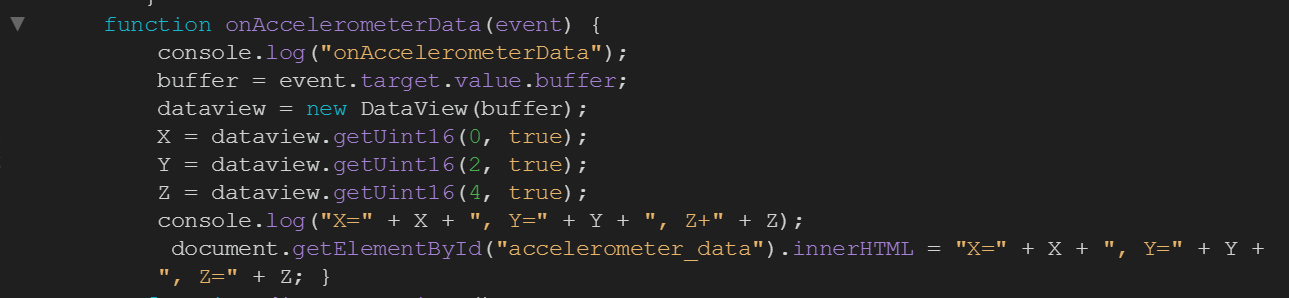 function onAccelerometerData(event) {
console.log("onAccelerometerData");
buffer = event.target.value.buffer;
dataview = new DataView(buffer);
X = dataview.getUint16(0, true);
Y = dataview.getUint16(2, true);
Z = dataview.getUint16(4, true);
console.log("X=" + X + ", Y=" + Y + ", Z+" + Z);
document.getElementById("accelerometer_data").innerHTML = "X=" + X + ", Y=" + Y +
", Z=" + Z; }